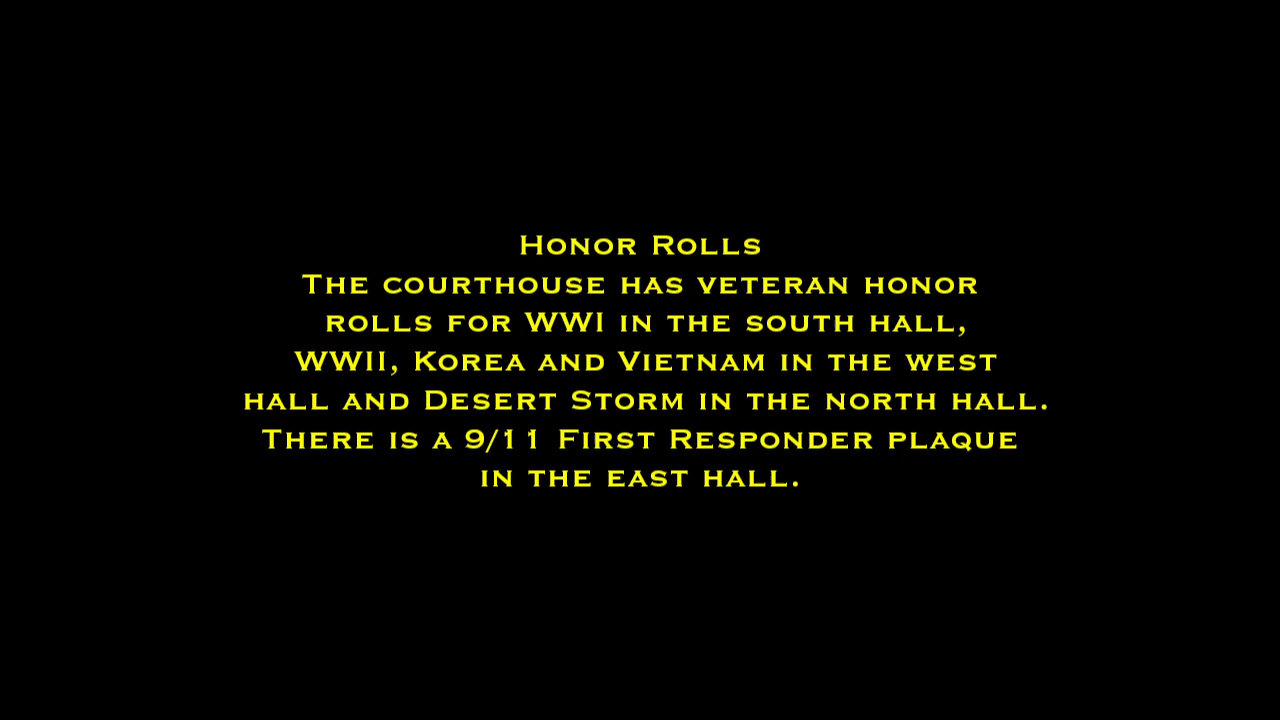 Honor Rolls
The courthouse has veteran honor
rolls for WWI in the south hall,
WWII, Korea and Vietnam in the west
hall and Desert Storm in the north hall.
There is a 9/11 First Responder plaque
in the east hall.